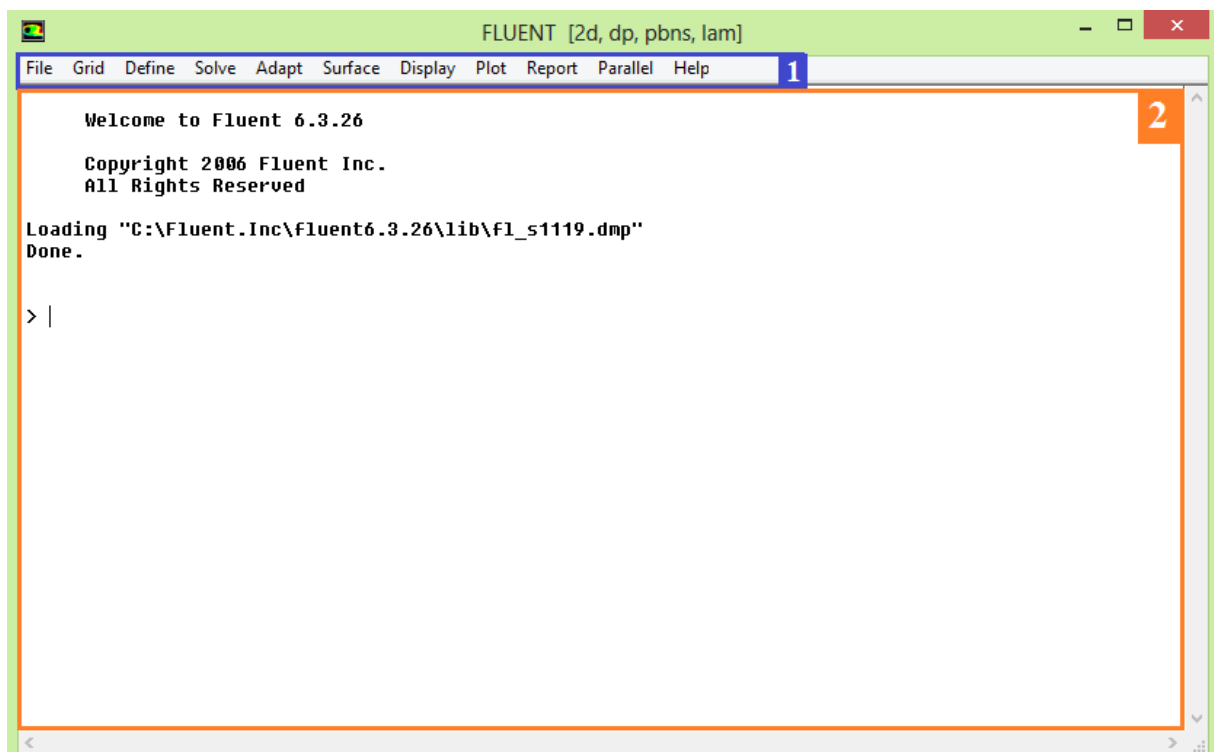 FLUENT [2d, dp, pbns, lam]
File Grid Define Solve Adapt Surface Display Plot Report Parallel Help 1
2
Welcome to Fluent 6.3.26
Copyright 2006 Fluent Inc.
All Rights Reserved
Loading "C:\Fluent.Inc\fluent6.3.26\lib\fl_s1119.dmp"
Done.
>